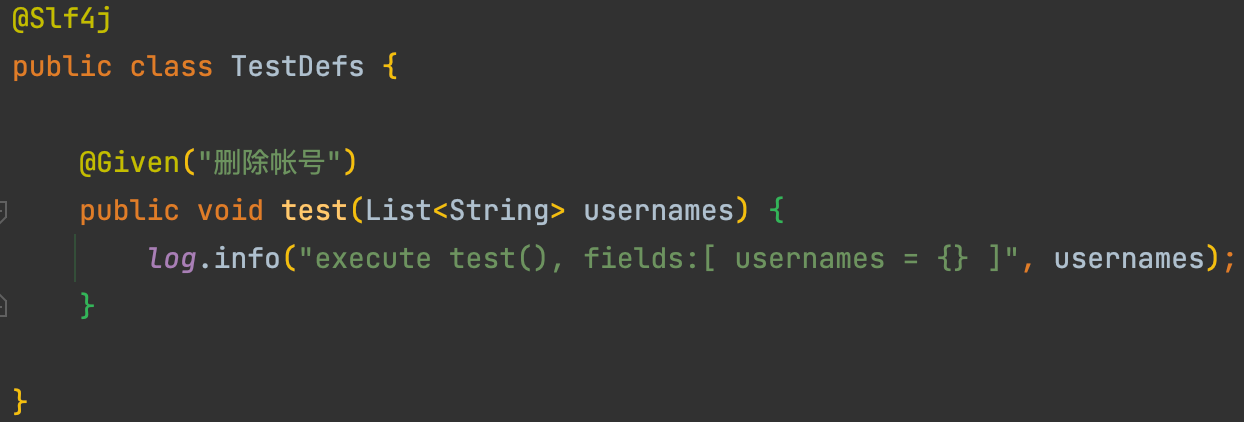 @Slf4j
public class TestDefs {
@Given("删除帐号")
public void test(List<String> usernames) {
log.info("execute test(), fields:[ usernames = {} ]", usernames);
}
}